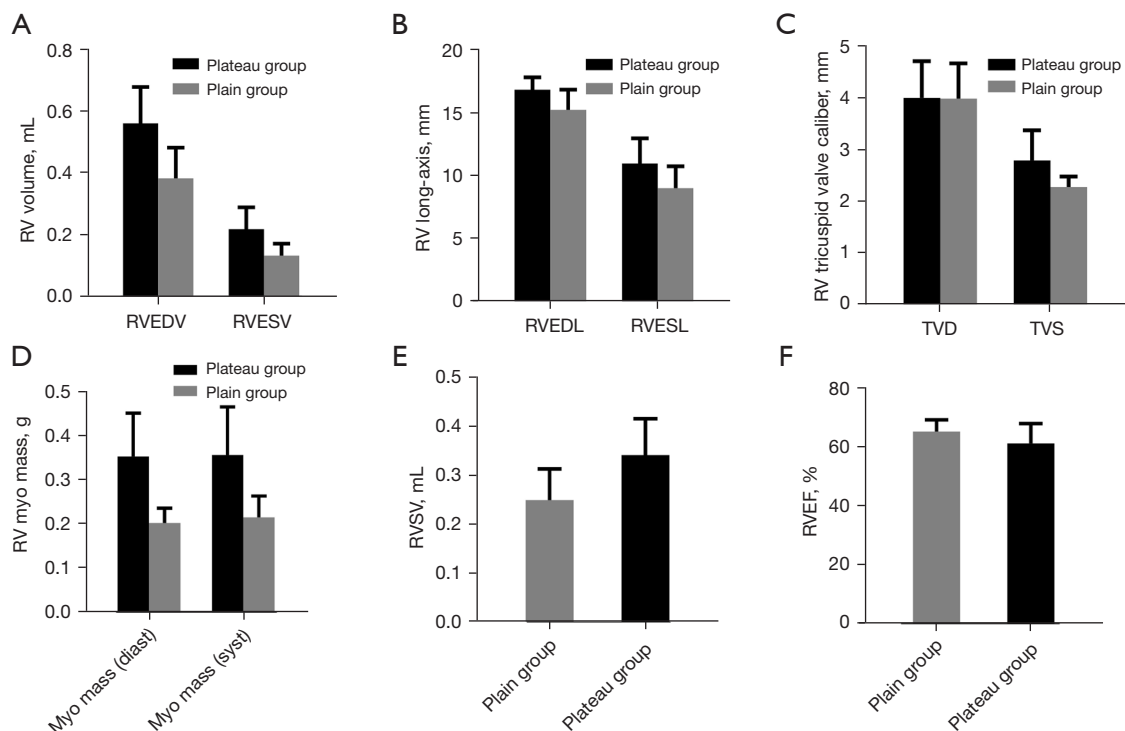 A
RV volume, mL
0.8
0.6
0.4
0.2
0.0
Plateau group
Plain group
RVEDV
RVESV
B
RV long-axis, mm
20
15
10
5
0
Plateau group
Plain group
RVEDL
RVESL
C
RV tricuspid valve caliber, mm
5
4
3
2
1
0
Plateau group
Plain group
TVD
TVS
D
RV myo mass, g
0.5
0.4
0.3
0.2
0.1
0.0
Plateau group
Plain group
Myo mass (diast)
Myo mass (syst)
E
RVSV, mL
0.5
0.4
0.3
0.2
0.1
0.0
Plain group
Plateau group
F
RVEF, %
80
60
40
20
0
Plain group
Plateau group